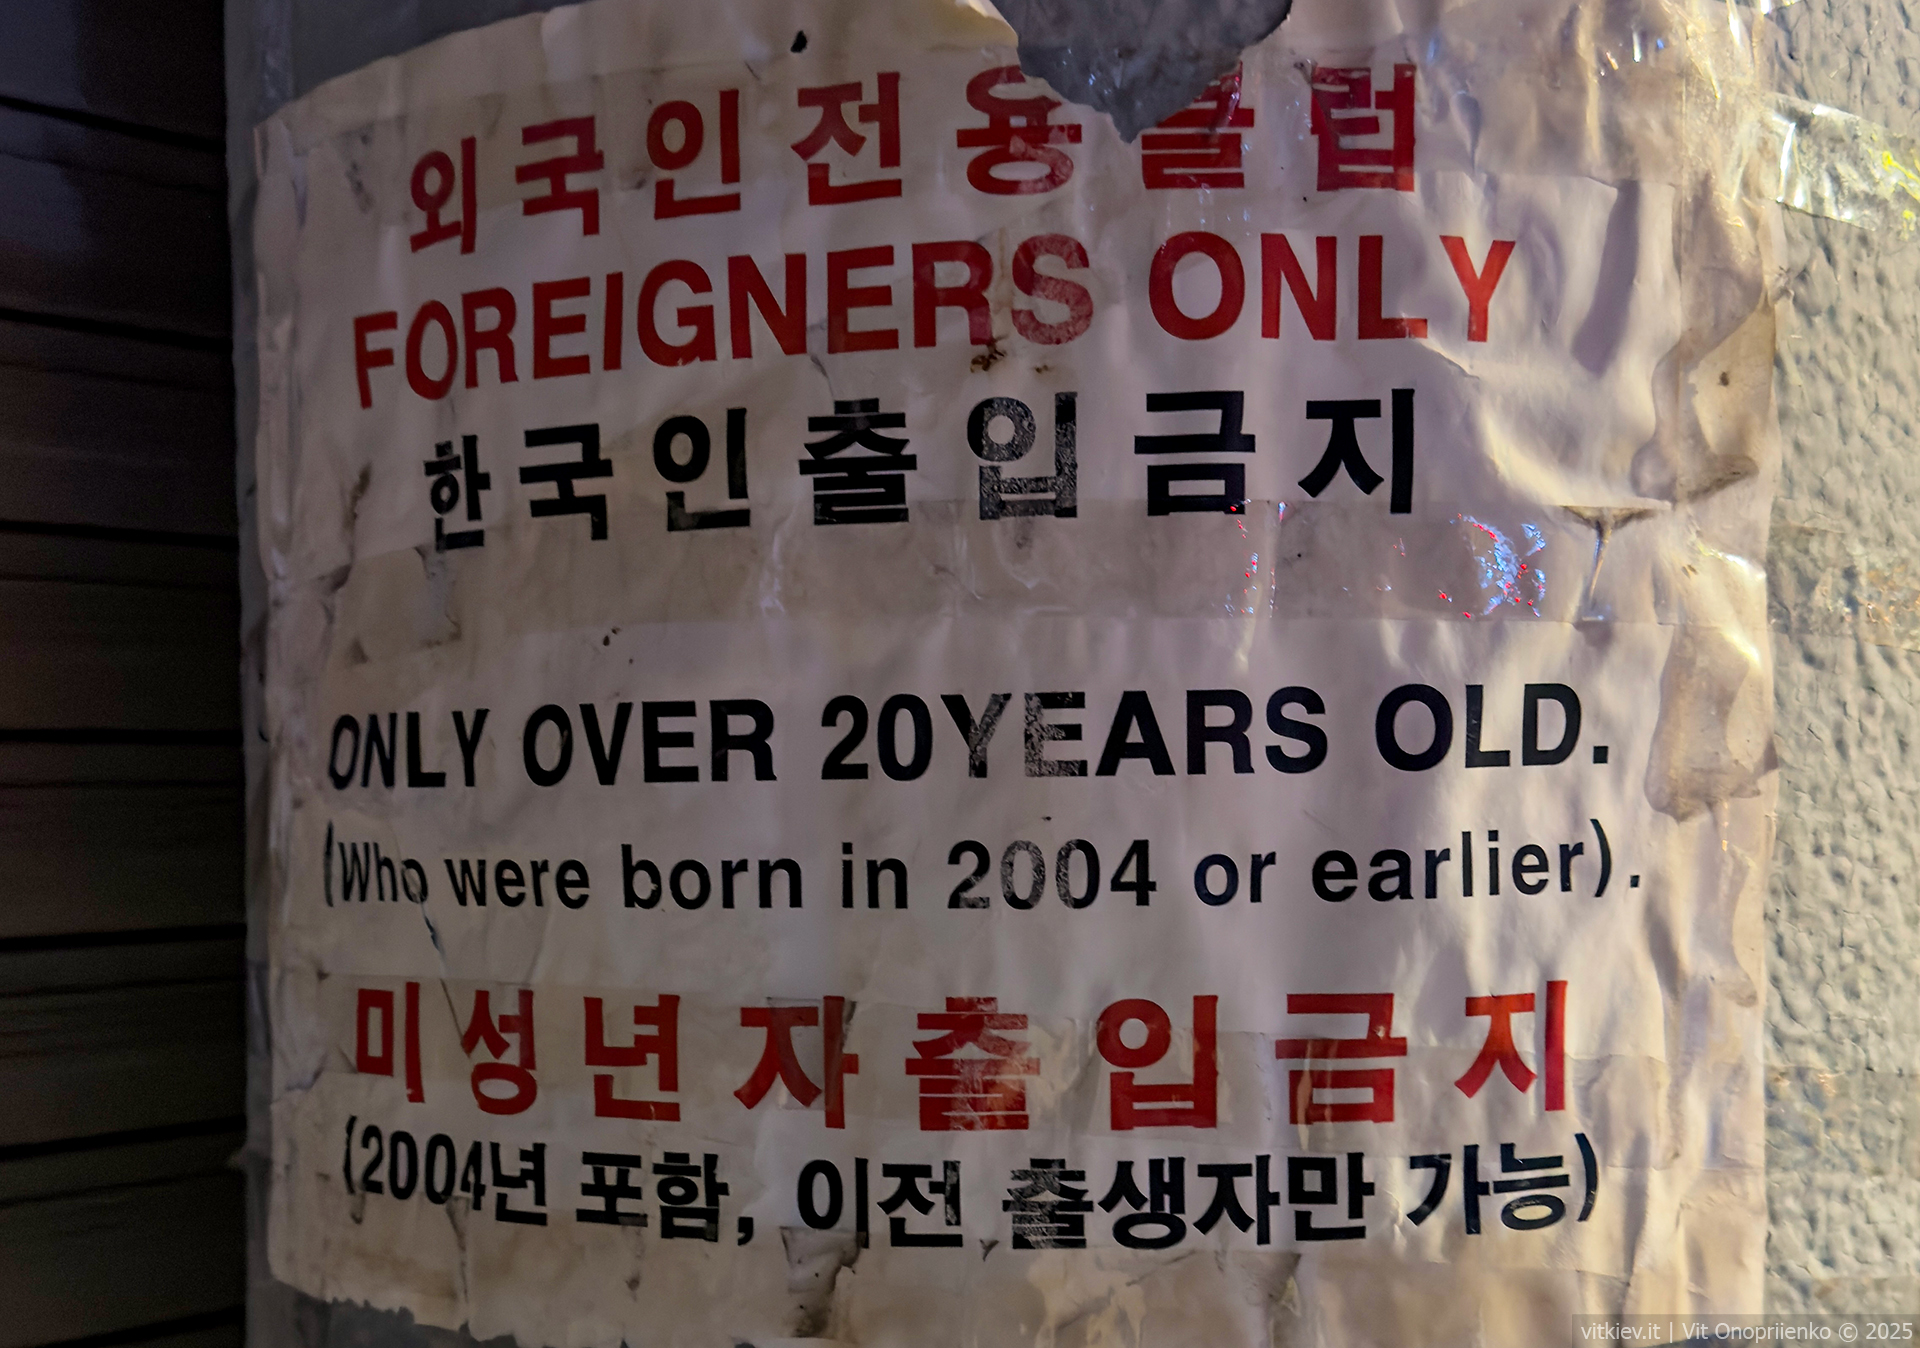 외국인전용클럽
FOREIGNERS ONLY
한국인출입금지
ONLY OVER 20YEARS OLD.
(Who were born in 2004 or earlier).
미성년자출입금지
(2004년 포함, 이전 출생자만 가능)
vitkiev.it | Vit Onopriienko © 2025